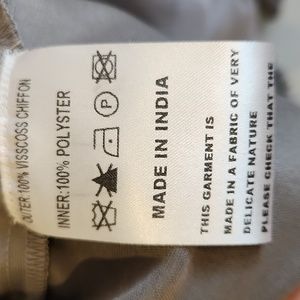 OUTER:100% VISSCOSS CHIFFON
INNER:100% POLYSTER
P
MADE IN INDIA
THIS GARMENT IS
MADE IN A FABRIC OF VERY
DELICATE NATURE
PLEASE CHECK THAT THE